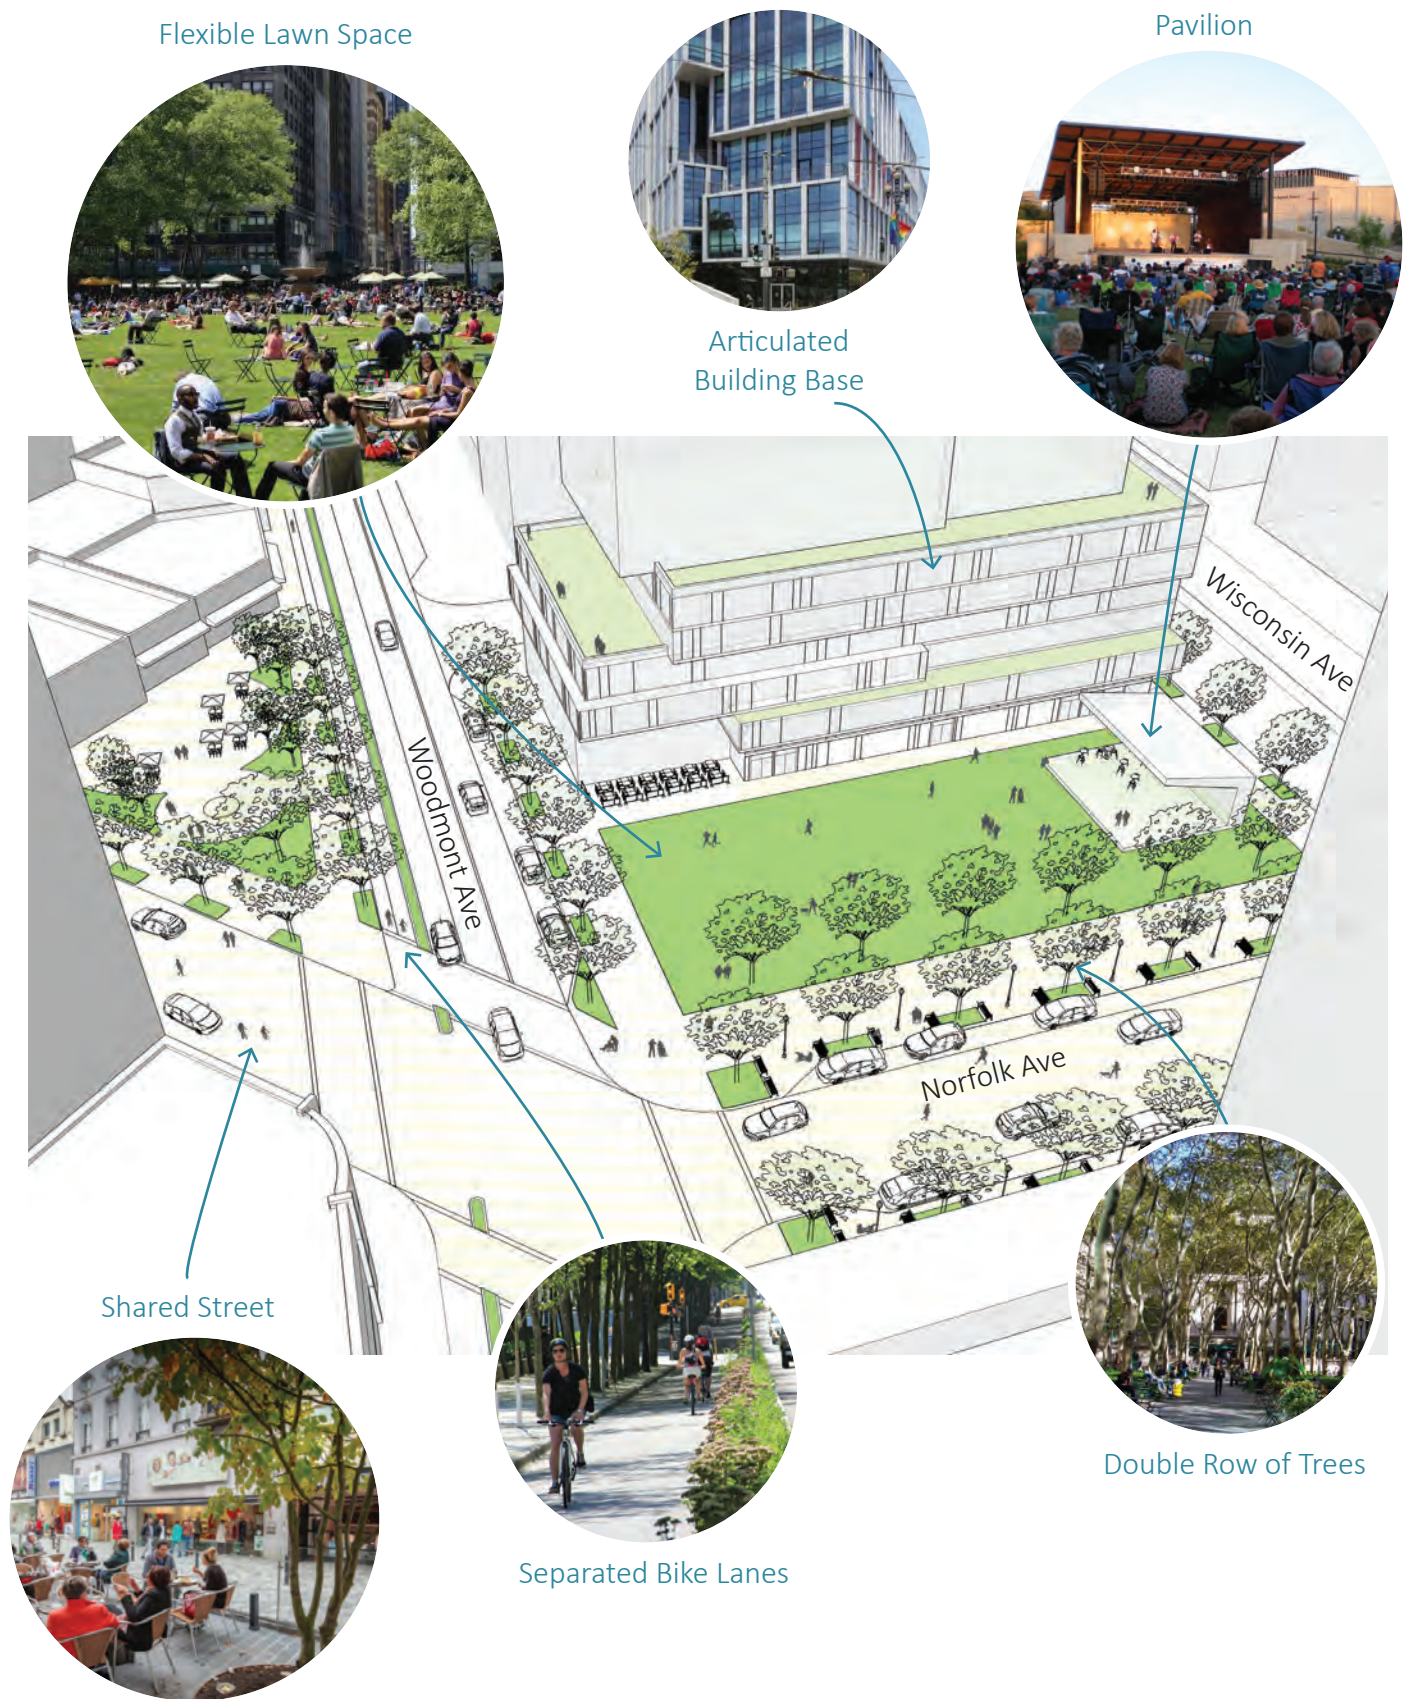 Flexible Lawn Space
Pavilion
Articulated
Building Base
Wisconsin Ave
Woodmont Ave
Norfolk Ave
Shared Street
Double Row of Trees
Separated Bike Lanes